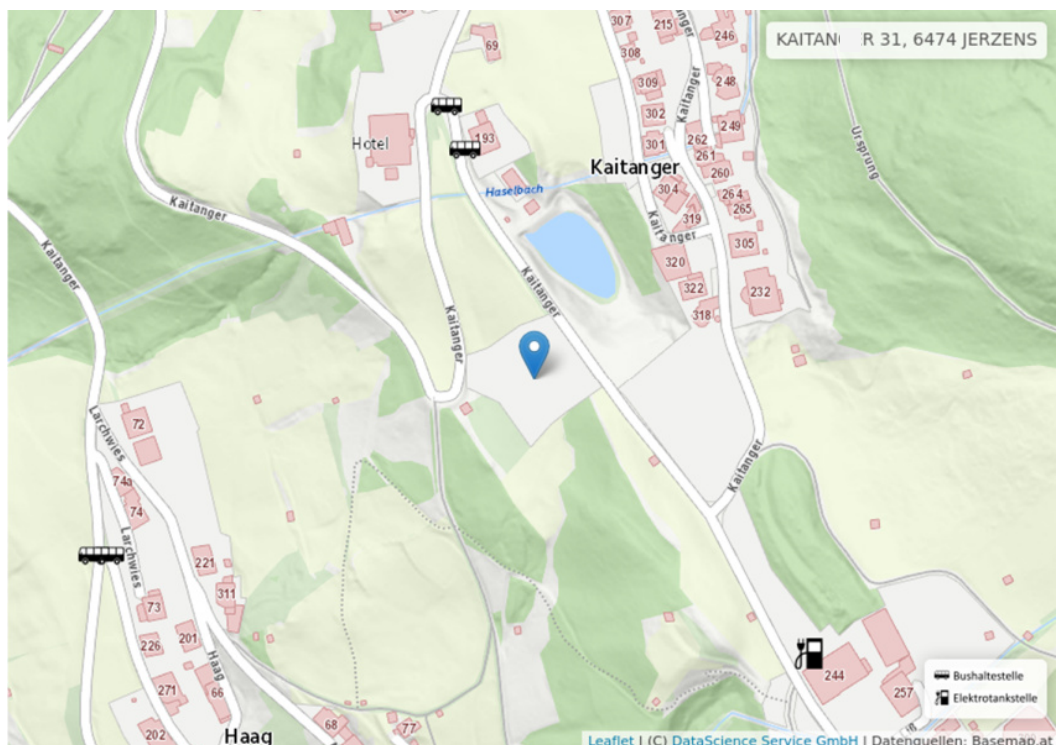 KAITAN R 31, 6474 JERZENS
307
215
246
69
308
309
248
Kaitanger
302
193
249
Hotel
301
262
Ursprung
261
Kaitanger
260
Haselbach
304
264
Kaitanger
265
319
Kaitanger
305
Kaitanger
320
Kaitanger
322
232
318
Kaitanger
Larchwies
72
Kaitanger
74a
74
Larchwies
221
311
73
226
201
Haag
244
271
66
257
Bushaltestelle
Elektrotankstelle
202
68
77
Haag
Leaflet | (C) DataScience Service GmbH | Datenquellen: Basemap.at